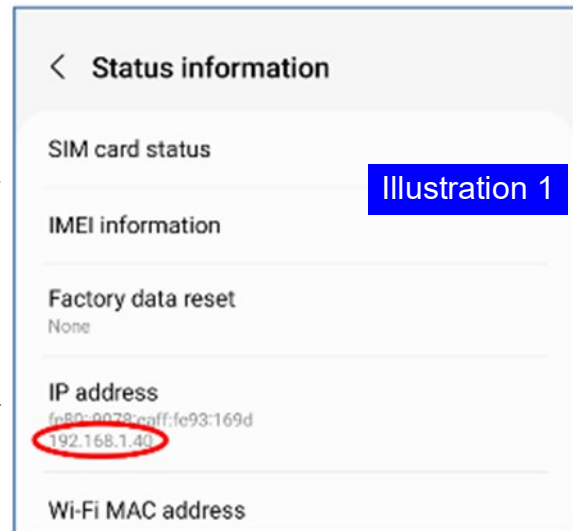 < Status information
SIM card status
Illustration 1
IMEI information
Factory data reset
None
IP address
192.168.1.40
Wi-Fi MAC address